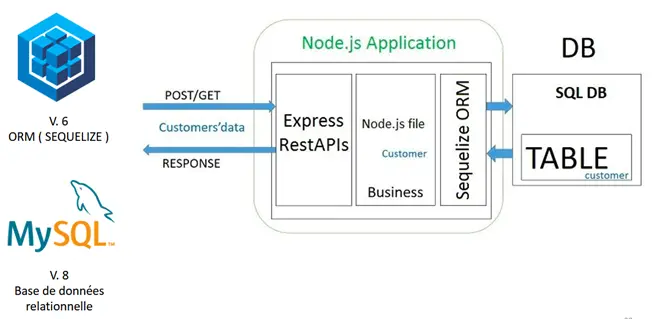 V. 6
ORM ( SEQUELIZE )
MySQL™
V. 8
Base de données
relationnelle
Node.js Application
POST/GET
Customers'data
RESPONSE
Express
RestAPIs
Node.js file
Customer
Business
Sequelize ORM
DB
SQL DB
TABLE
customer